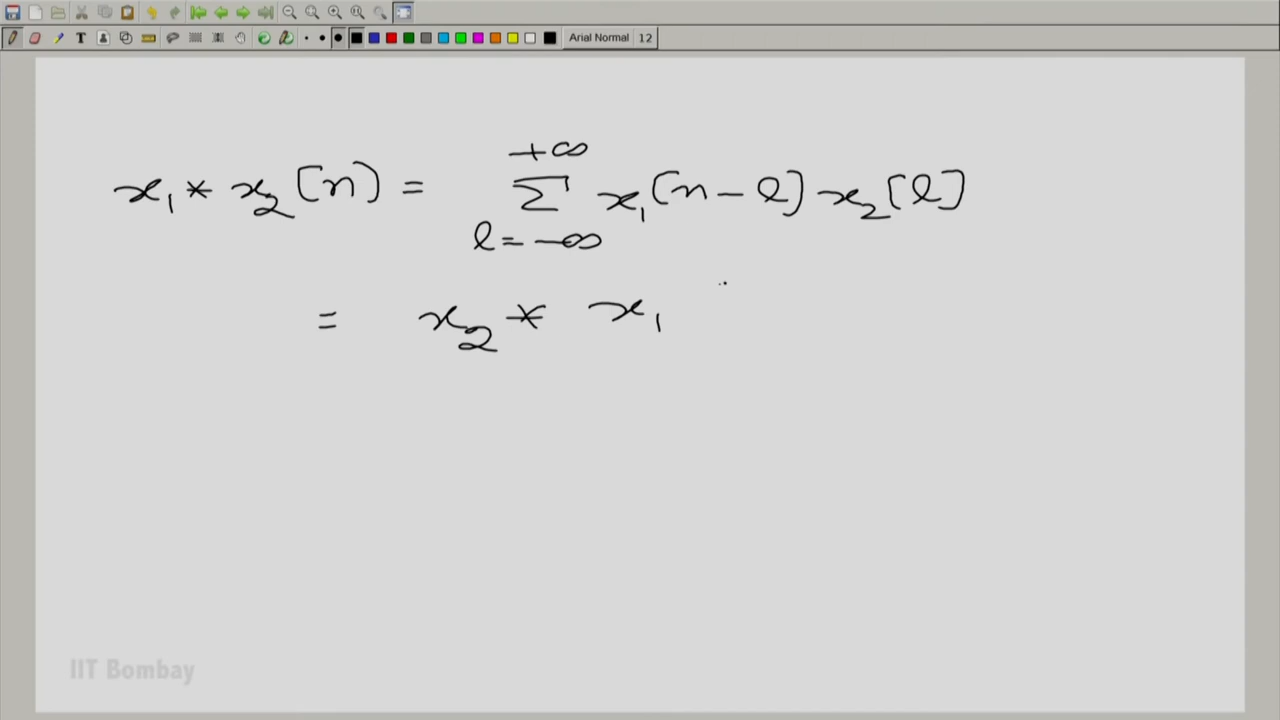 Arial Normal 12
+∞
x₁ * x₂ [n] = Σ x₁[n-l] x₂[l]
l = -∞
= x₂ * x₁
IIT Bombay